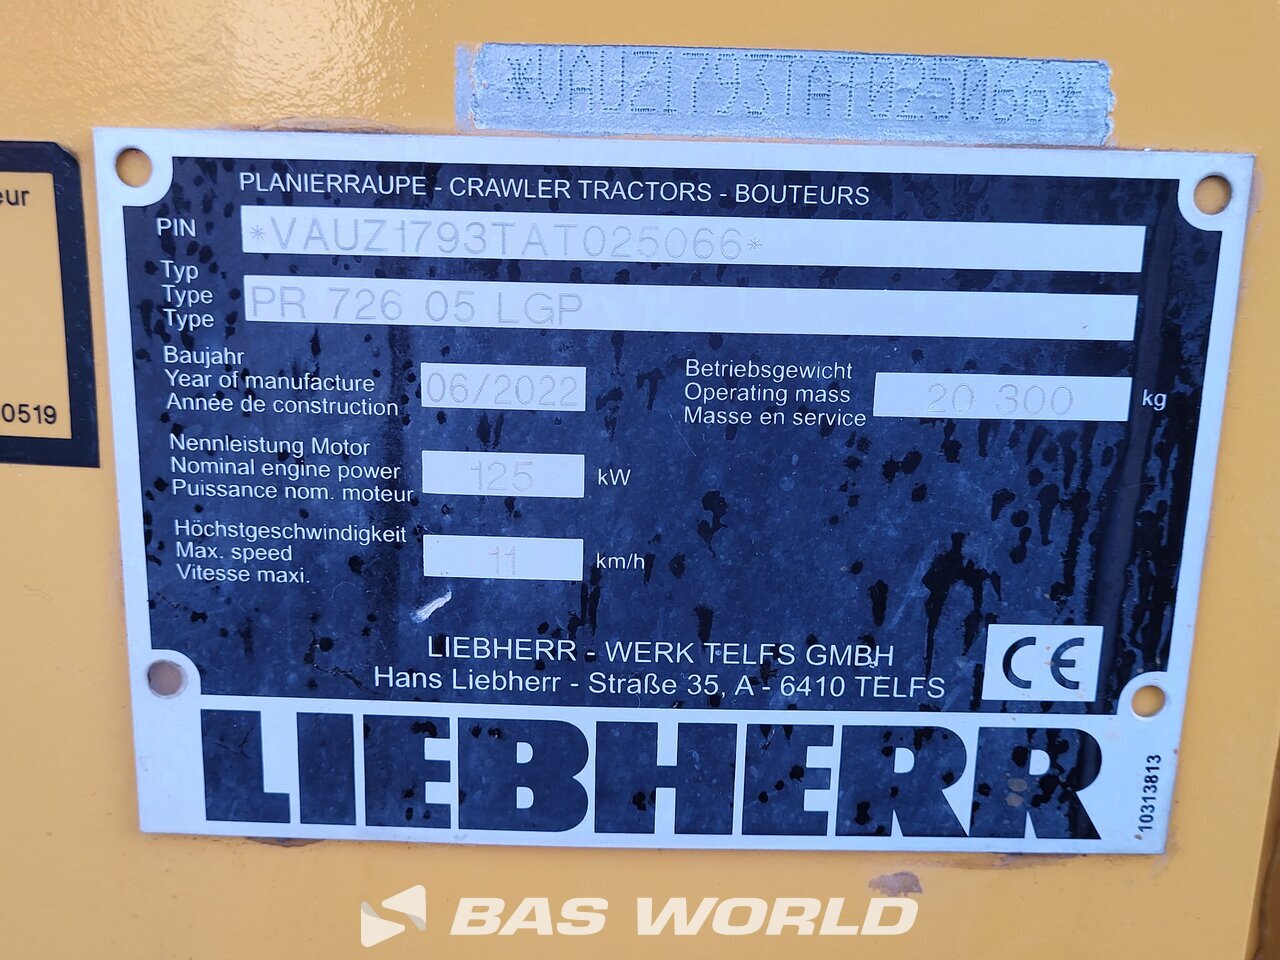 *VAUZ1793TAT025066*
PLANIERRAUPE - CRAWLER TRACTORS - BOUTEURS
PIN *VAUZ1793TAT025066*
Typ
Type PR 726 05 LGP
Type
Baujahr
Year of manufacture 06/2022
Année de construction
Betriebsgewicht
Operating mass 20 300 kg
Masse en service
Nennleistung Motor
Nominal engine power 125 kW
Puissance nom. moteur
Höchstgeschwindigkeit
Max. speed 11 km/h
Vitesse maxi.
LIEBHERR - WERK TELFS GMBH
Hans Liebherr - Straße 35, A - 6410 TELFS
CE
LIEBHERR
10313813
0519
BAS WORLD